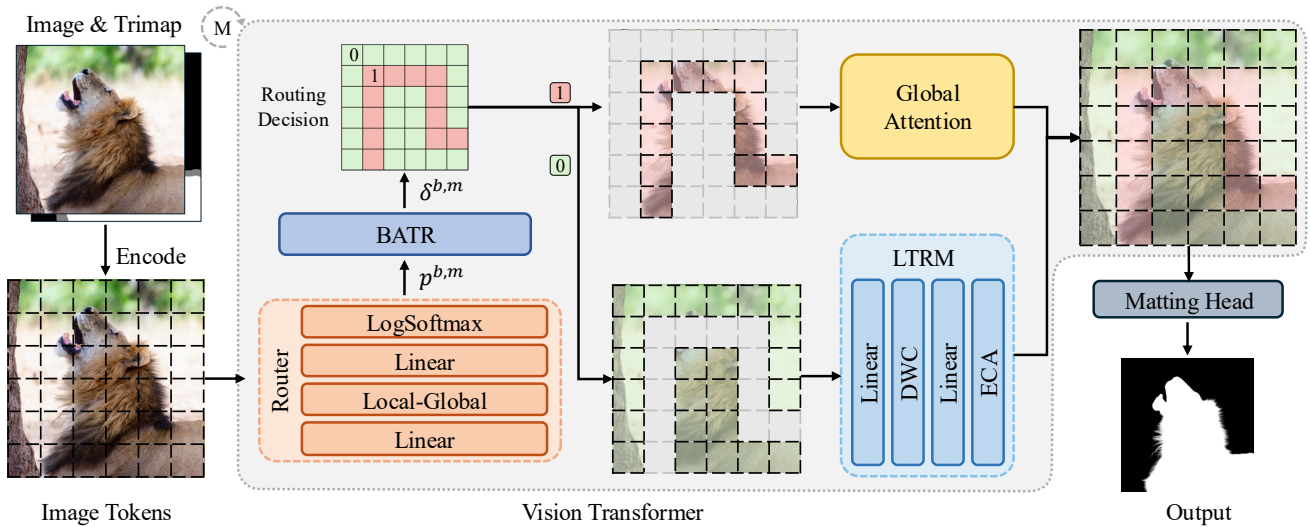 Image & Trimap
M
Encode
Image Tokens
0
1
Routing
Decision
δ^{b,m}
BATR
p^{b,m}
Router
LogSoftmax
Linear
Local-Global
Linear
1
0
Global
Attention
LTRM
Linear
DWC
Linear
ECA
Vision Transformer
Matting Head
Output